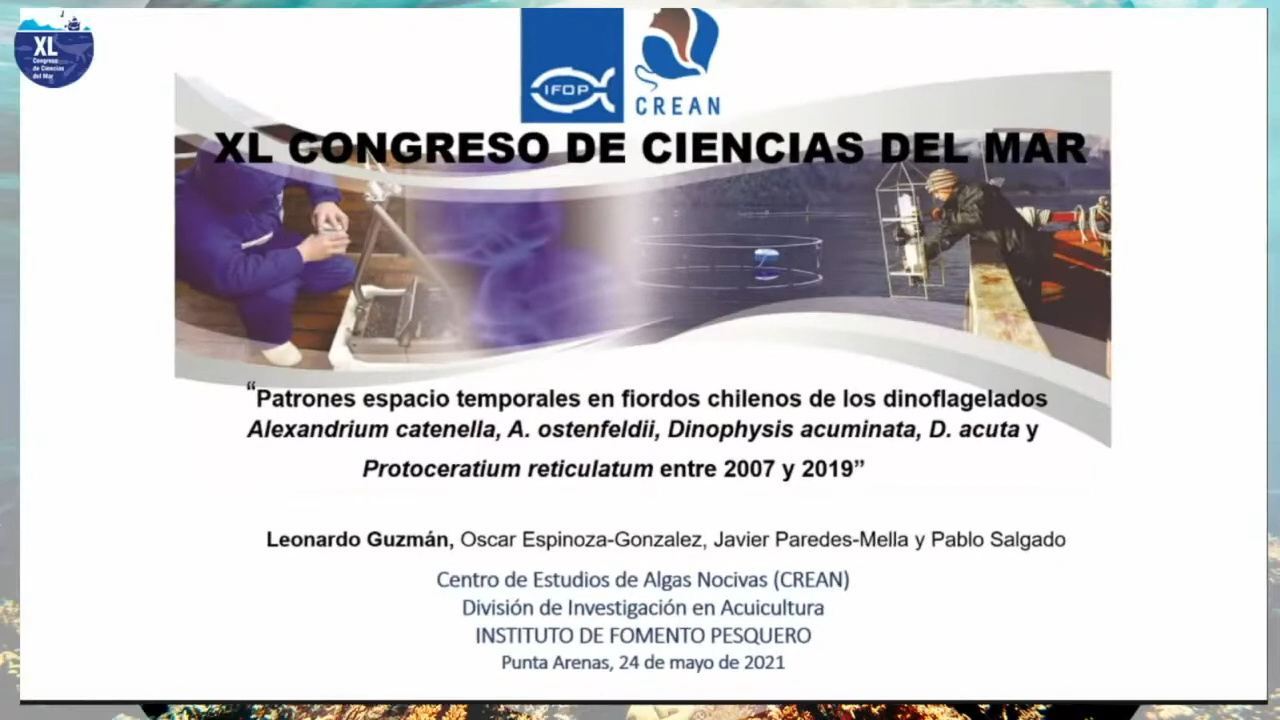 XL
Congreso
de Ciencias
del Mar
IFOP
CREAN
XL CONGRESO DE CIENCIAS DEL MAR
“Patrones espacio temporales en fiordos chilenos de los dinoflagelados
Alexandrium catenella, A. ostenfeldii, Dinophysis acuminata, D. acuta y
Protoceratium reticulatum entre 2007 y 2019”
Leonardo Guzmán, Oscar Espinoza-Gonzalez, Javier Paredes-Mella y Pablo Salgado
Centro de Estudios de Algas Nocivas (CREAN)
División de Investigación en Acuicultura
INSTITUTO DE FOMENTO PESQUERO
Punta Arenas, 24 de mayo de 2021